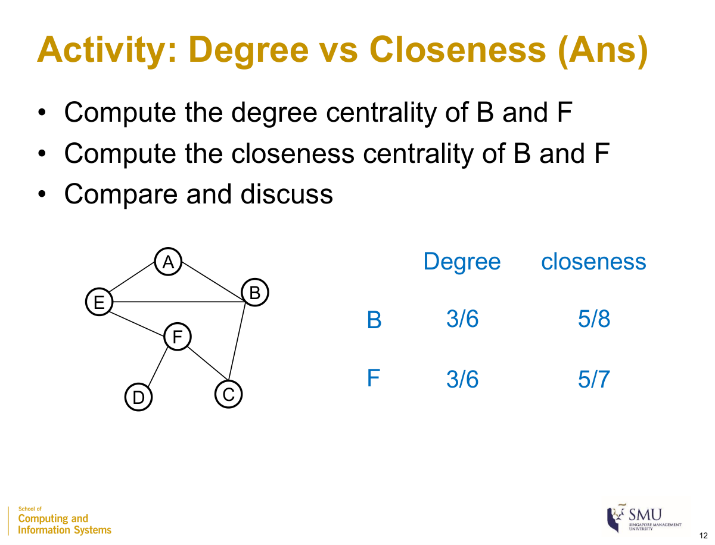 Activity: Degree vs Closeness (Ans)
• Compute the degree centrality of B and F
• Compute the closeness centrality of B and F
• Compare and discuss
A
B
E
F
D
C
Degree closeness
B 3/6 5/8
F 3/6 5/7
School of
Computing and
Information Systems
SMU
SINGAPORE MANAGEMENT
UNIVERSITY
12